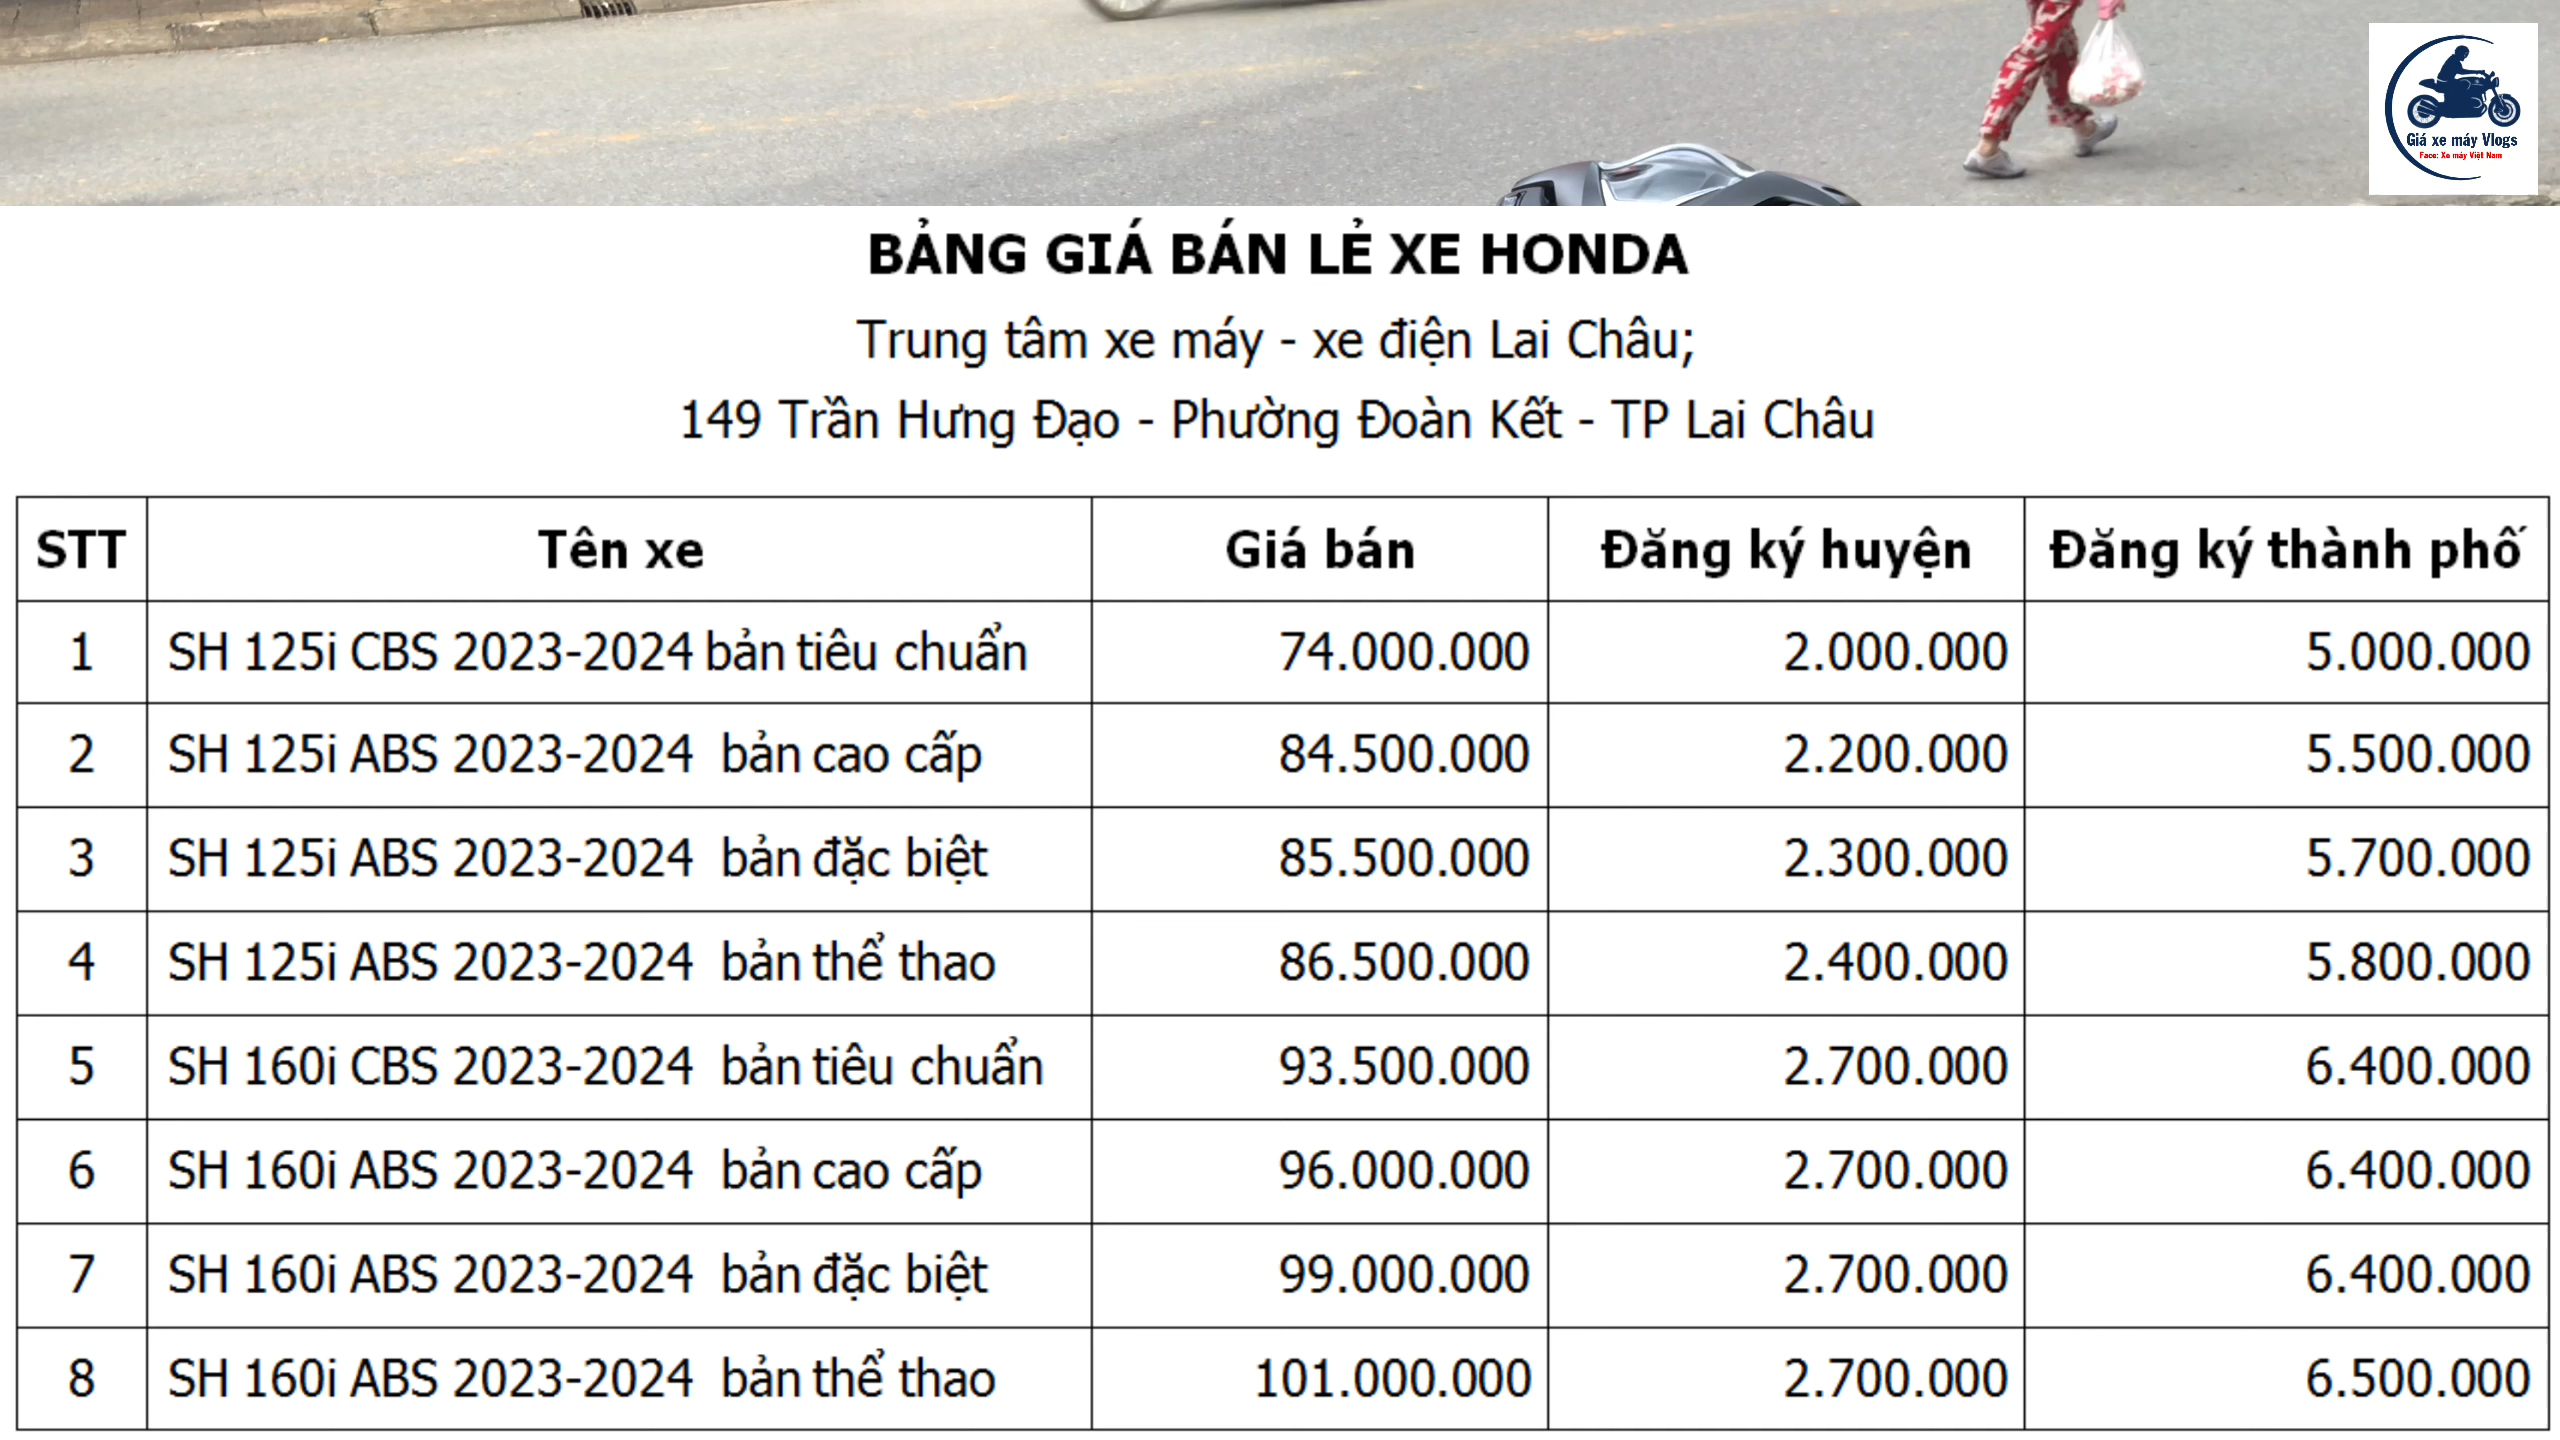 Giá xe máy Vlogs
Face: Xe máy Việt Nam
BẢNG GIÁ BÁN LẺ XE HONDA
Trung tâm xe máy - xe điện Lai Châu;
149 Trần Hưng Đạo - Phường Đoàn Kết - TP Lai Châu
STT Tên xe Giá bán Đăng ký huyện Đăng ký thành phố
1 SH 125i CBS 2023-2024 bản tiêu chuẩn 74.000.000 2.000.000 5.000.000
2 SH 125i ABS 2023-2024 bản cao cấp 84.500.000 2.200.000 5.500.000
3 SH 125i ABS 2023-2024 bản đặc biệt 85.500.000 2.300.000 5.700.000
4 SH 125i ABS 2023-2024 bản thể thao 86.500.000 2.400.000 5.800.000
5 SH 160i CBS 2023-2024 bản tiêu chuẩn 93.500.000 2.700.000 6.400.000
6 SH 160i ABS 2023-2024 bản cao cấp 96.000.000 2.700.000 6.400.000
7 SH 160i ABS 2023-2024 bản đặc biệt 99.000.000 2.700.000 6.400.000
8 SH 160i ABS 2023-2024 bản thể thao 101.000.000 2.700.000 6.500.000